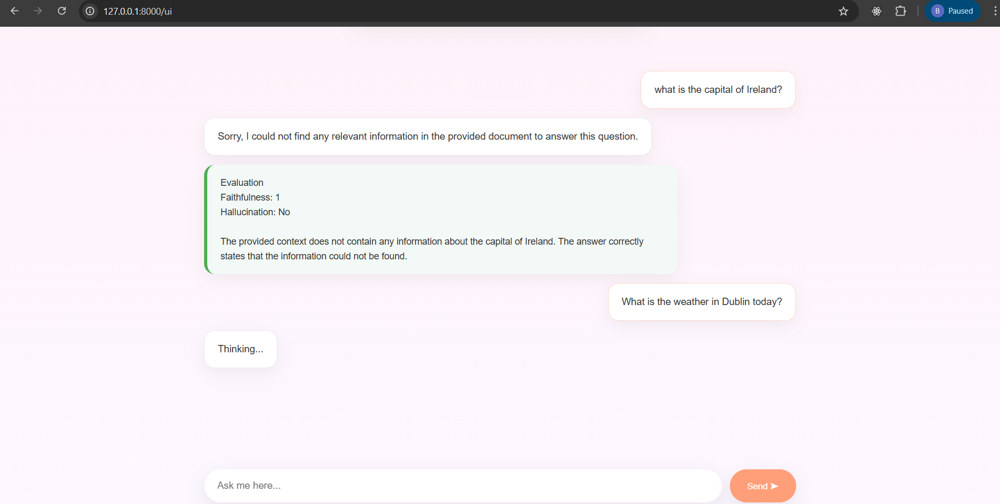 127.0.0.1:8000/ui
B Paused
what is the capital of Ireland?
Sorry, I could not find any relevant information in the provided document to answer this question.
Evaluation
Faithfulness: 1
Hallucination: No
The provided context does not contain any information about the capital of Ireland. The answer correctly
states that the information could not be found.
What is the weather in Dublin today?
Thinking...
Ask me here...
Send ➤